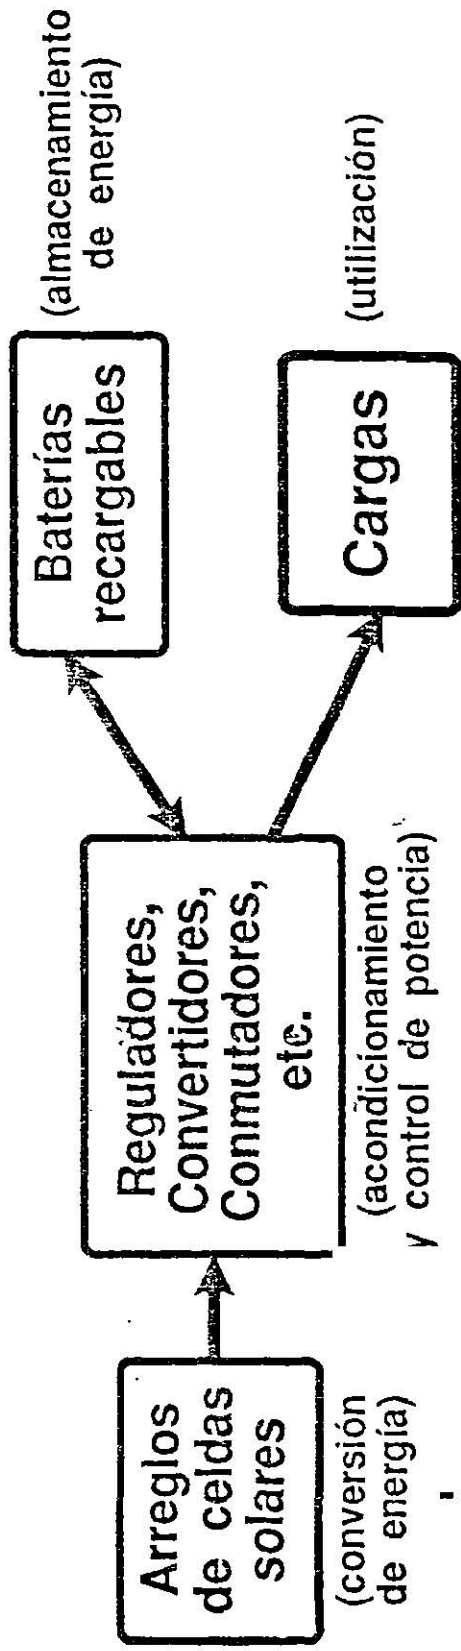 Arreglos
de celdas
solares
(conversión
de energía)
Reguladores,
Convertidores,
Conmutadores,
etc.
(acondicionamiento
y control de potencia)
Baterías
recargables
(almacenamiento
de energía)
Cargas
(utilización)